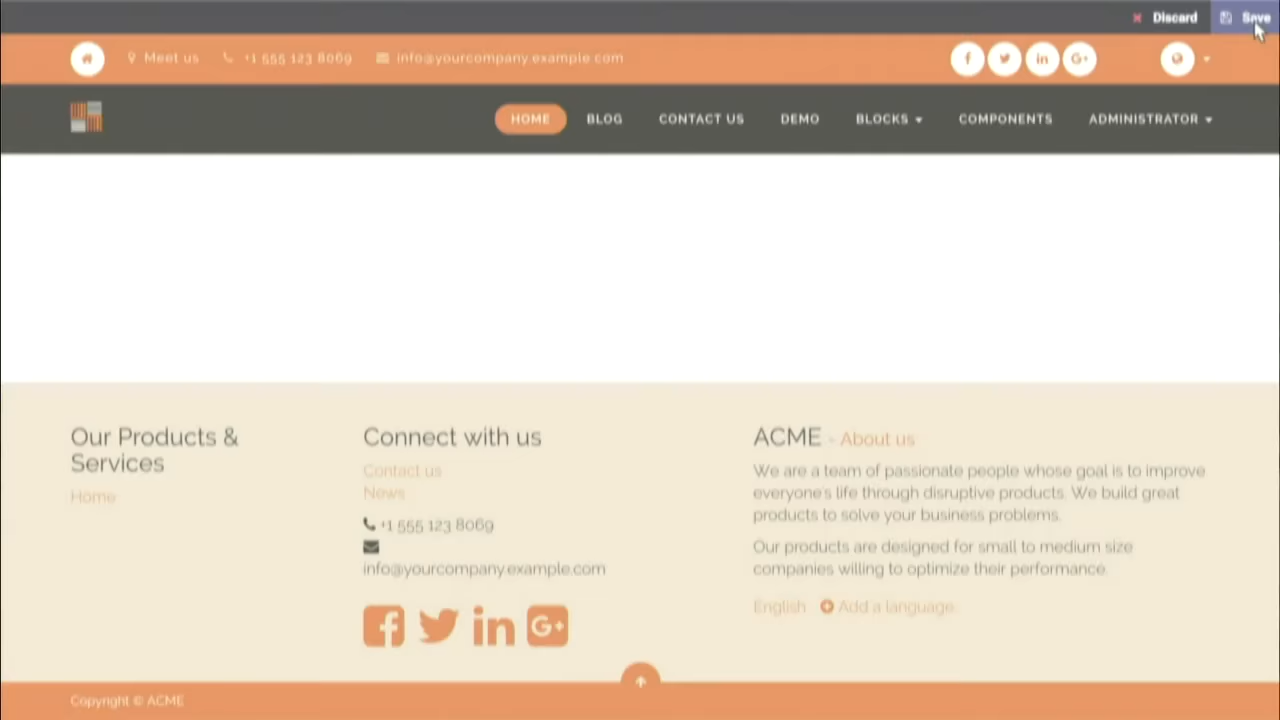 Discard Save
Meet us +1 555 123 8069 info@yourcompany.example.com
HOME BLOG CONTACT US DEMO BLOCKS COMPONENTS ADMINISTRATOR
Our Products &
Services
Home
Connect with us
Contact us
News
+1 555 123 8069
info@yourcompany.example.com
ACME - About us
We are a team of passionate people whose goal is to improve
everyone's life through disruptive products. We build great
products to solve your business problems.
Our products are designed for small to medium size
companies willing to optimize their performance.
English Add a language
Copyright © ACME